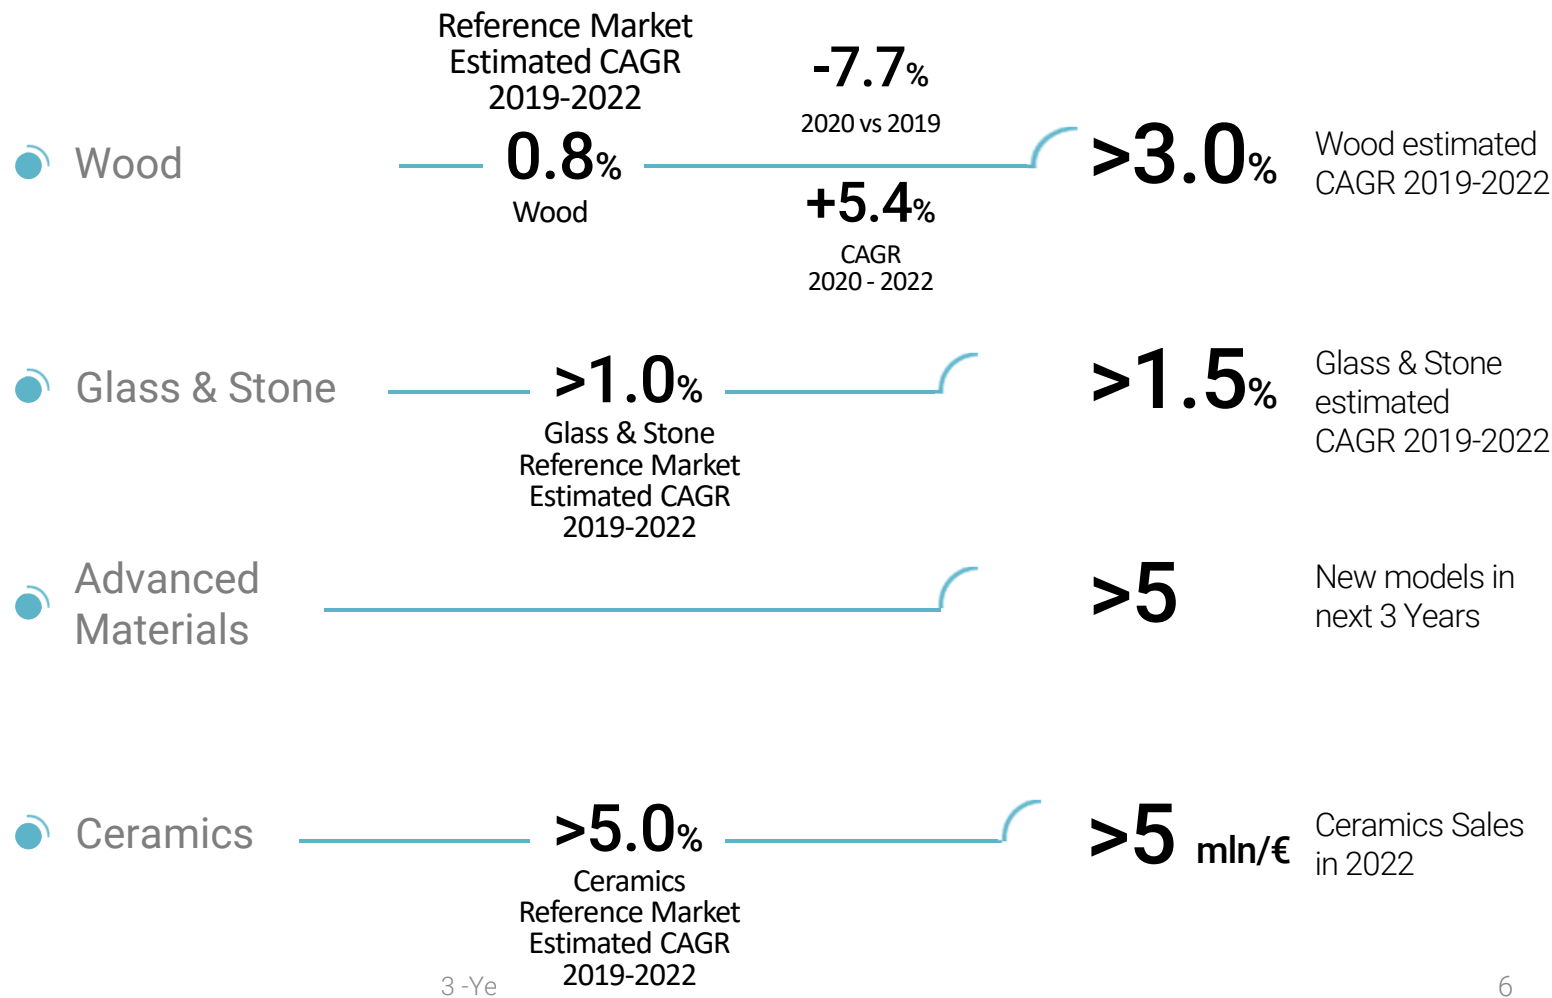 Reference Market
Estimated CAGR
2019-2022
-7.7%
2020 vs 2019
Wood
0.8%
Wood
+5.4%
CAGR
2020 - 2022
>3.0%
Wood estimated
CAGR 2019-2022
Glass & Stone
>1.0%
Glass & Stone
Reference Market
Estimated CAGR
2019-2022
>1.5%
Glass & Stone
estimated
CAGR 2019-2022
Advanced
Materials
>5
New models in
next 3 Years
Ceramics
>5.0%
Ceramics
Reference Market
Estimated CAGR
2019-2022
>5 mln/€
Ceramics Sales
in 2022
3 -Ye
6